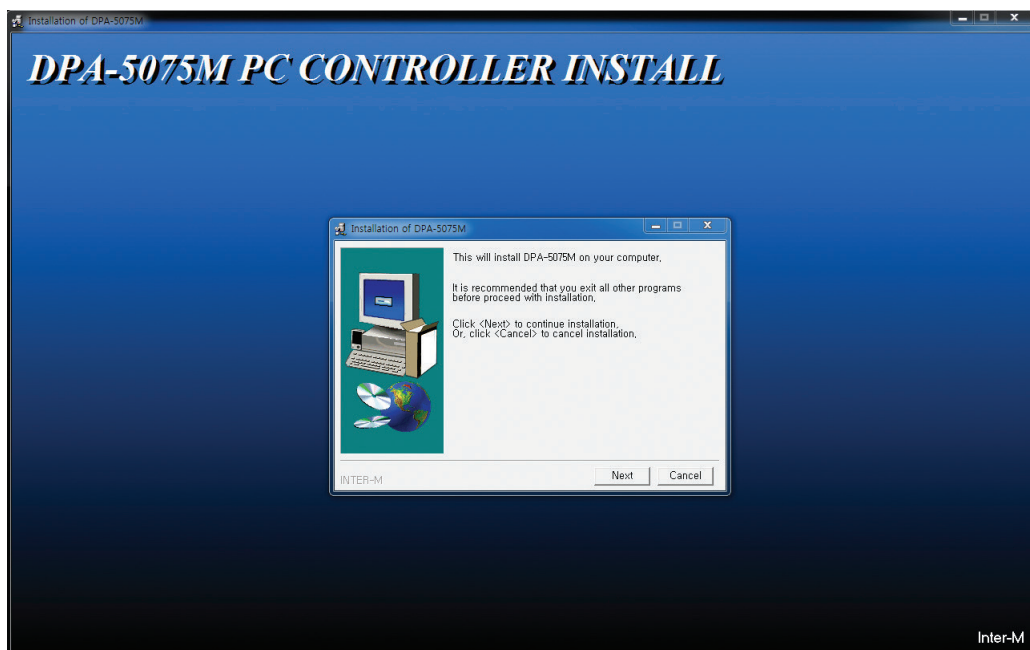 Installation of DPA-5075M
DPA-5075M PC CONTROLLER INSTALL
Installation of DPA-5075M
This will install DPA-5075M on your computer,
It is recommended that you exit all other programs
before proceed with installation,
Click <Next> to continue installation,
Or, click <Cancel> to cancel installation,
INTER-M
Next
Cancel
Inter-M